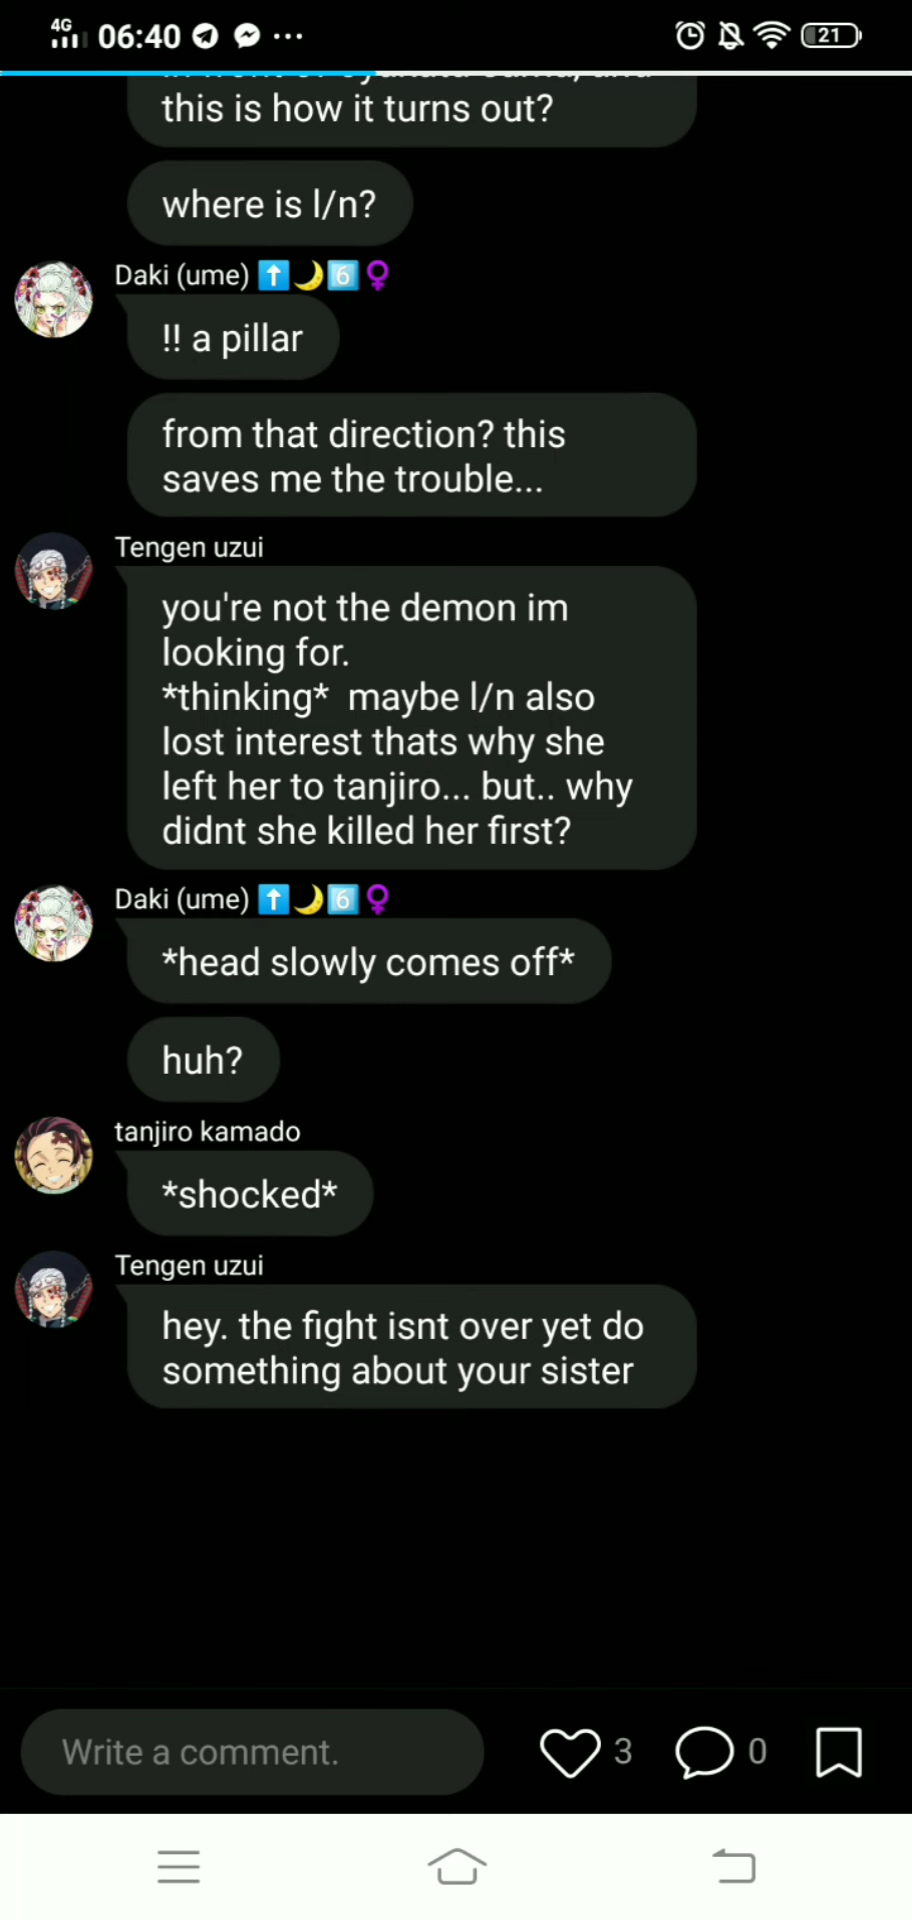 4G 06:40 21
this is how it turns out?
where is l/n?
Daki (ume) ⬆️🌙6️⃣♀️
!! a pillar
from that direction? this
saves me the trouble...
Tengen uzui
you're not the demon im
looking for.
*thinking*  maybe l/n also
lost interest thats why she
left her to tanjiro... but.. why
didnt she killed her first?
Daki (ume) ⬆️🌙6️⃣♀️
*head slowly comes off*
huh?
tanjiro kamado
*shocked*
Tengen uzui
hey. the fight isnt over yet do
something about your sister
Write a comment. 3 0